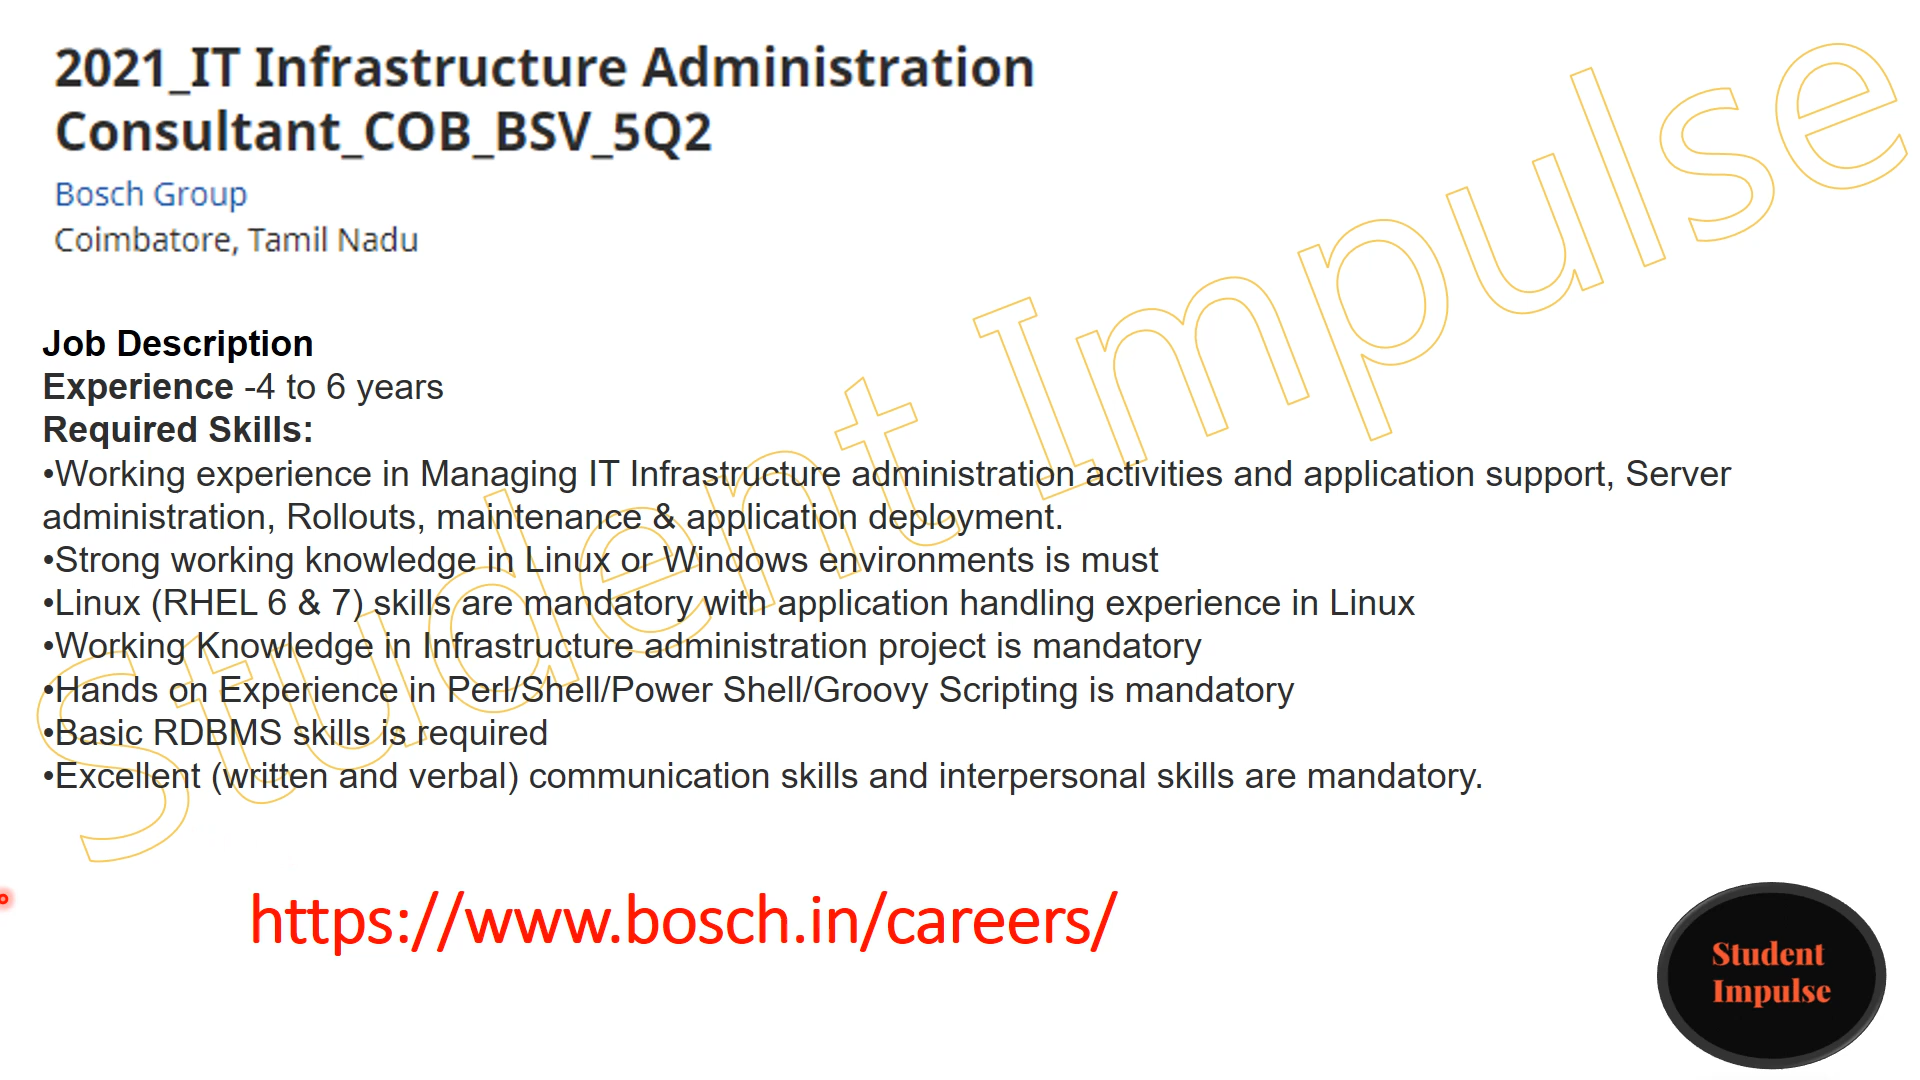 2021_IT Infrastructure Administration
Consultant_COB_BSV_5Q2
Bosch Group
Coimbatore, Tamil Nadu
Job Description
Experience -4 to 6 years
Required Skills:
•Working experience in Managing IT Infrastructure administration activities and application support, Server
administration, Rollouts, maintenance & application deployment.
•Strong working knowledge in Linux or Windows environments is must
•Linux (RHEL 6 & 7) skills are mandatory with application handling experience in Linux
•Working Knowledge in Infrastructure administration project is mandatory
•Hands on Experience in Perl/Shell/Power Shell/Groovy Scripting is mandatory
•Basic RDBMS skills is required
•Excellent (written and verbal) communication skills and interpersonal skills are mandatory.
Student Impulse
https://www.bosch.in/careers/
Student
Impulse